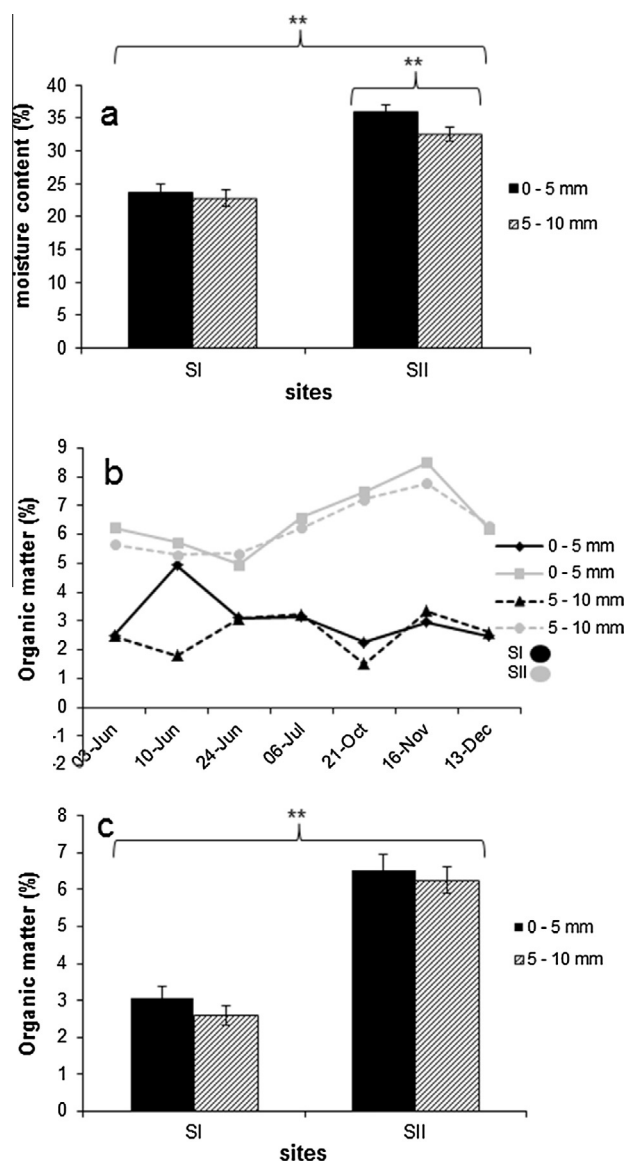 **
**
a
moisture content (%)
40
35
30
25
20
15
10
5
0
0 - 5 mm
5 - 10 mm
SI
SII
sites
b
Organic matter (%)
9
8
7
6
5
4
3
2
1
0
-1
-2
0 - 5 mm
0 - 5 mm
5 - 10 mm
5 - 10 mm
SI
SII
03-Jun
10-Jun
24-Jun
06-Jul
21-Oct
16-Nov
13-Dec
c
**
Organic matter (%)
8
7
6
5
4
3
2
1
0
0 - 5 mm
5 - 10 mm
SI
SII
sites